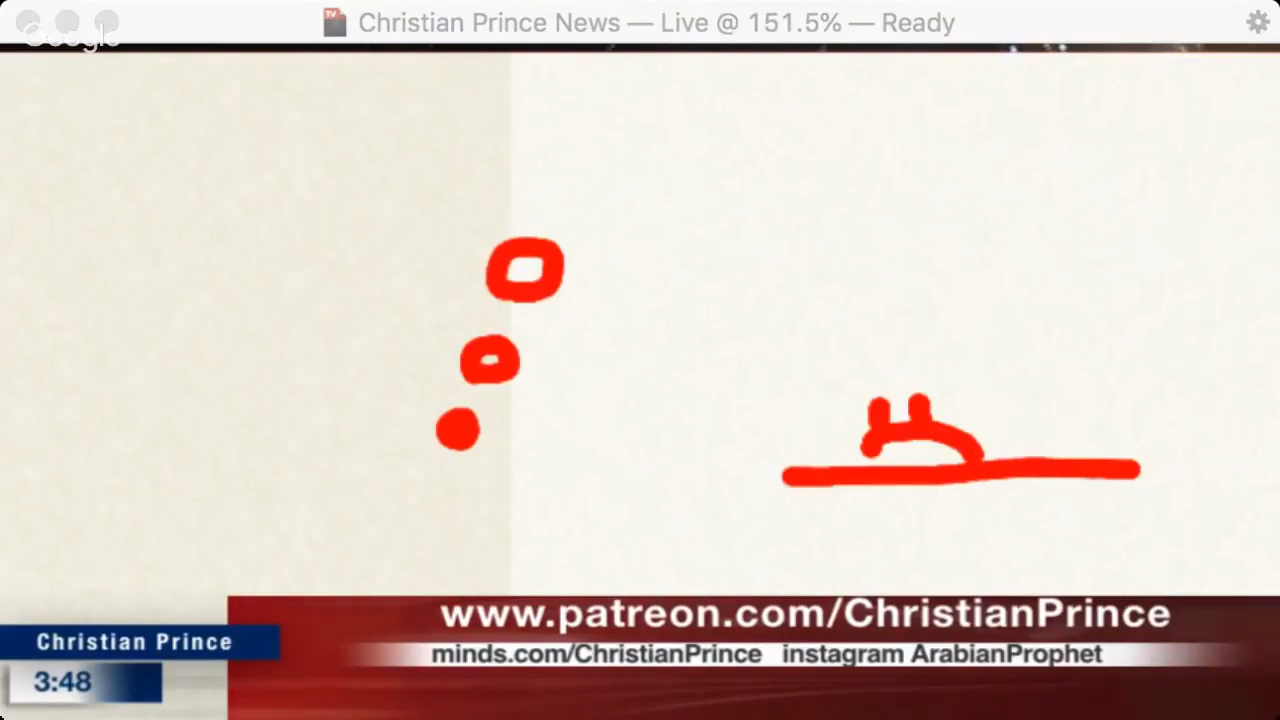 Christian Prince News — Live @ 151.5% — Ready
Google
www.patreon.com/ChristianPrince
minds.com/ChristianPrince instagram ArabianProphet
Christian Prince
3:48